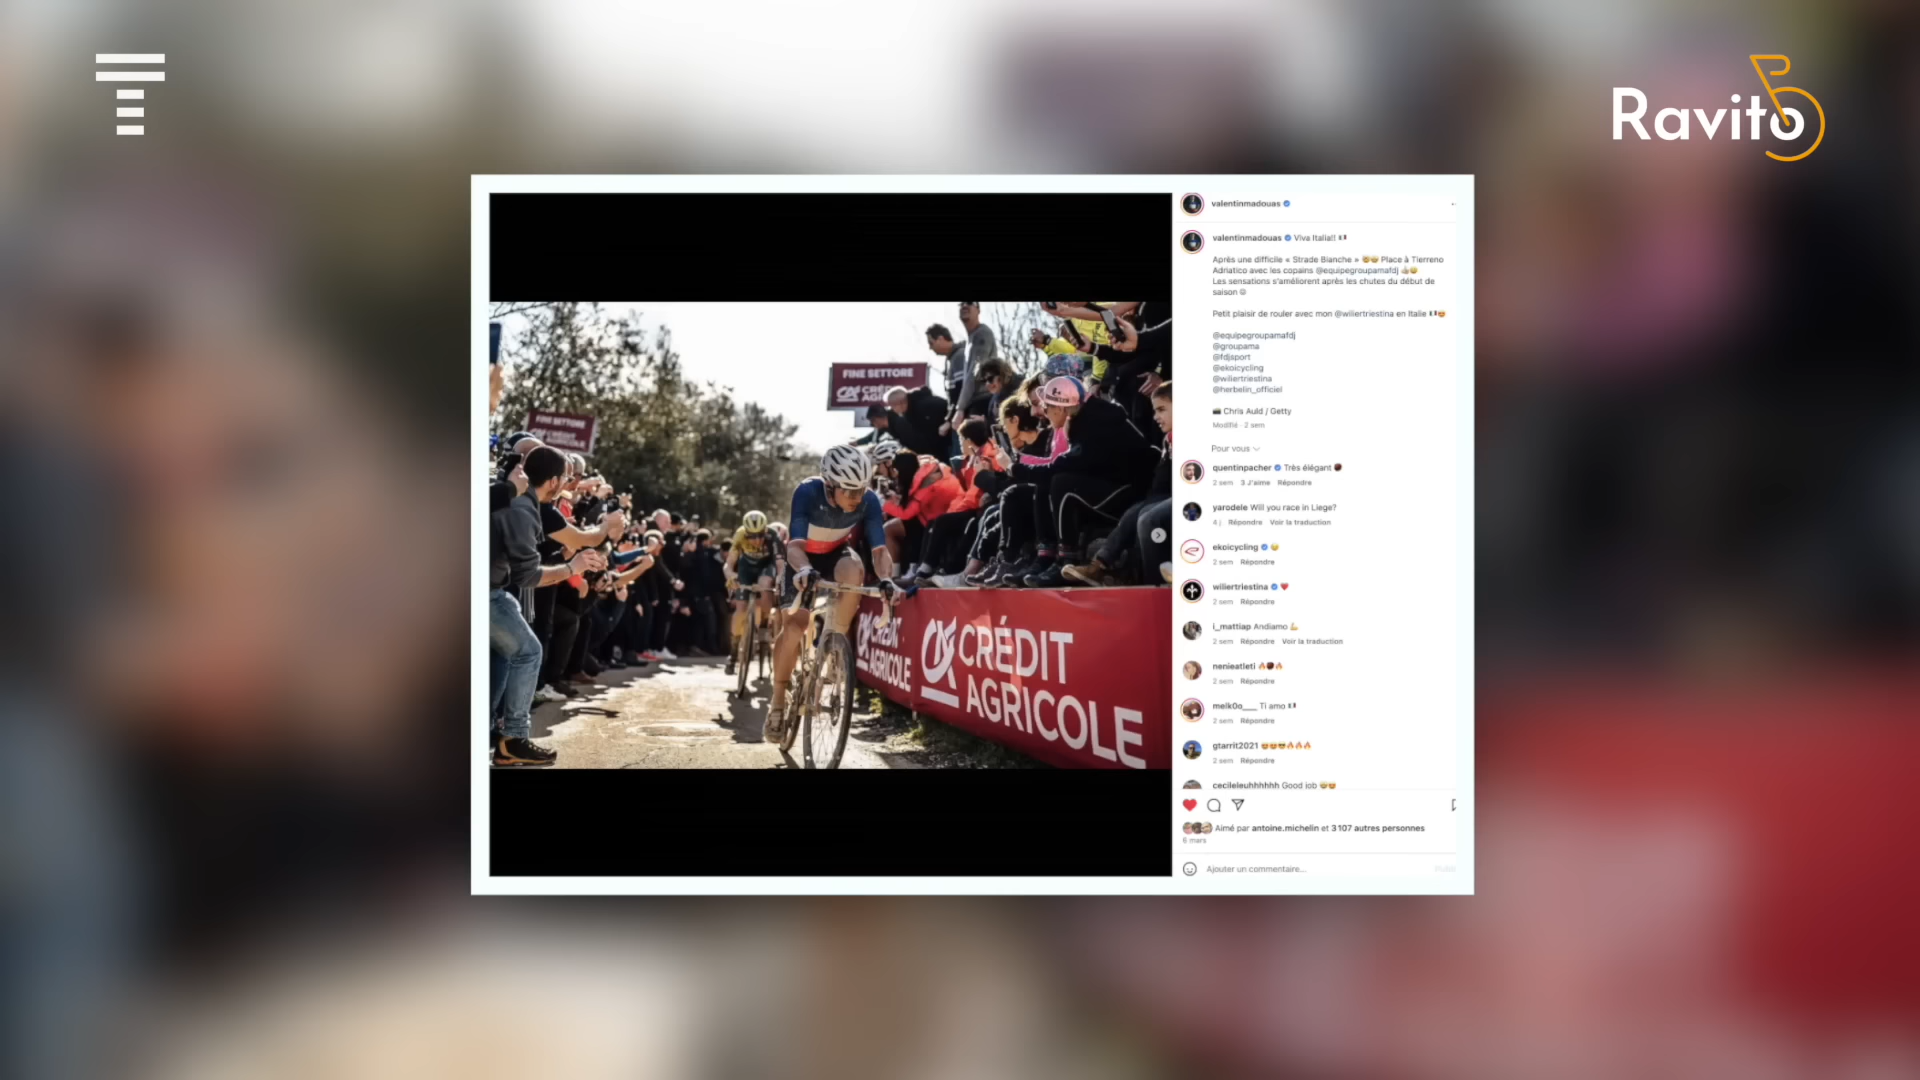 Ravito
FINE SETTORE
CRÉDIT
FINE SETTORE
CRÉDIT
AGRICOLE
CRÉDIT
AGRICOLE
valentinmadouas
valentinmadouas Viva Italia!! 🇮🇹
Après une difficile « Strade Bianche » Place à Tierreno
Adriatico avec les copains @equipegroupamafdj
Les sensations s'améliorent après les chutes du début de
saison
Petit plaisir de rouler avec mon @wiliertriestina en Italie
@equipegroupamafdj
@groupama
@fdjsport
@ekoicycling
@wiliertriestina
@herbelin_officiel
📸 Chris Auld / Getty
Modifié · 2 sem
Pour vous
quentinpacher Très élégant
2 sem 3 J'aime Répondre
yarodele Will you race in Liege?
4 j Répondre Voir la traduction
ekoicycling
2 sem Répondre
wiliertriestina ❤️
2 sem Répondre
i_mattiap Andiamo 💪
2 sem Répondre Voir la traduction
nenieatleti
2 sem Répondre
melk0o____ Ti amo
2 sem Répondre
gtarrit2021
2 sem Répondre
cecileleuhhhhhh Good job
Aimé par antoine.michelin et 3 107 autres personnes
6 mars
Ajouter un commentaire...